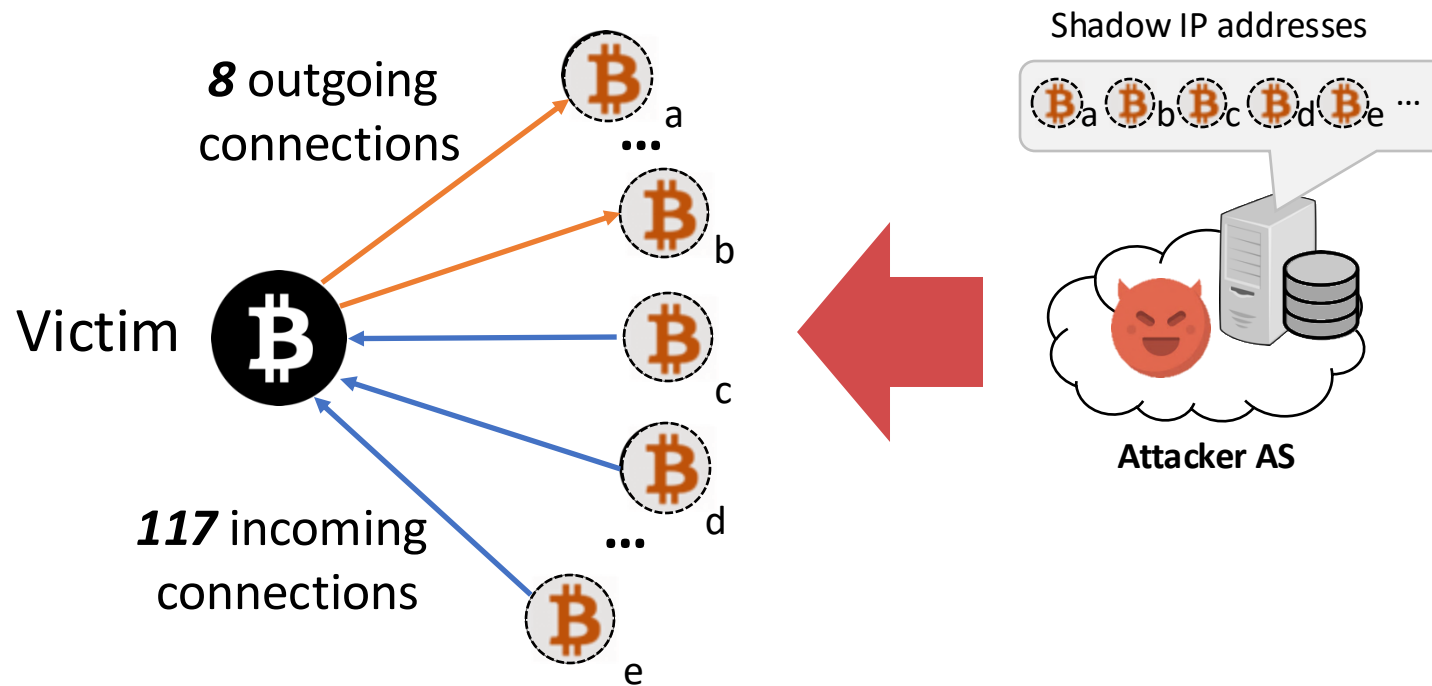 Shadow IP addresses
a b c d e ...
8 outgoing
connections
a
...
b
Victim
c
d
...
117 incoming
connections
e
Attacker AS